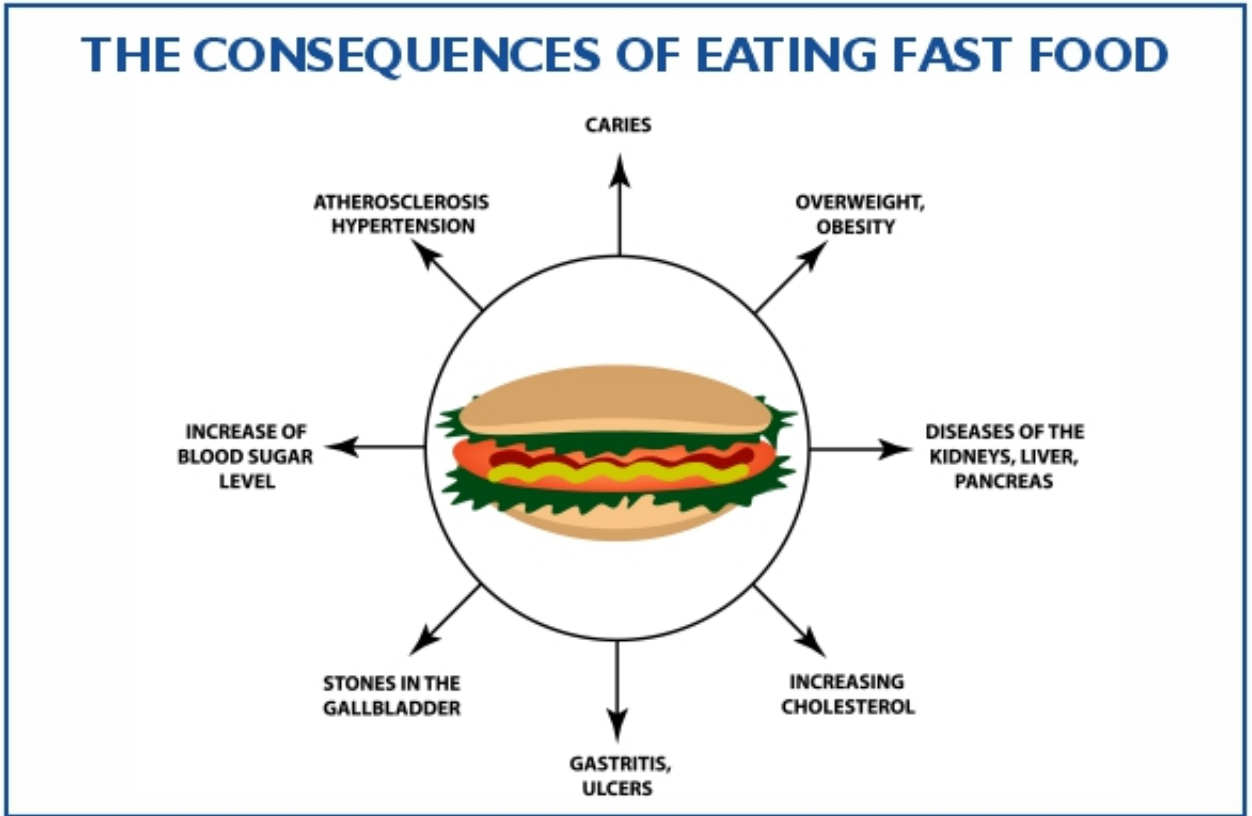 THE CONSEQUENCES OF EATING FAST FOOD
CARIES
OVERWEIGHT,
OBESITY
DISEASES OF THE
KIDNEYS, LIVER,
PANCREAS
INCREASING
CHOLESTEROL
GASTRITIS,
ULCERS
STONES IN THE
GALLBLADDER
INCREASE OF
BLOOD SUGAR
LEVEL
ATHEROSCLEROSIS
HYPERTENSION